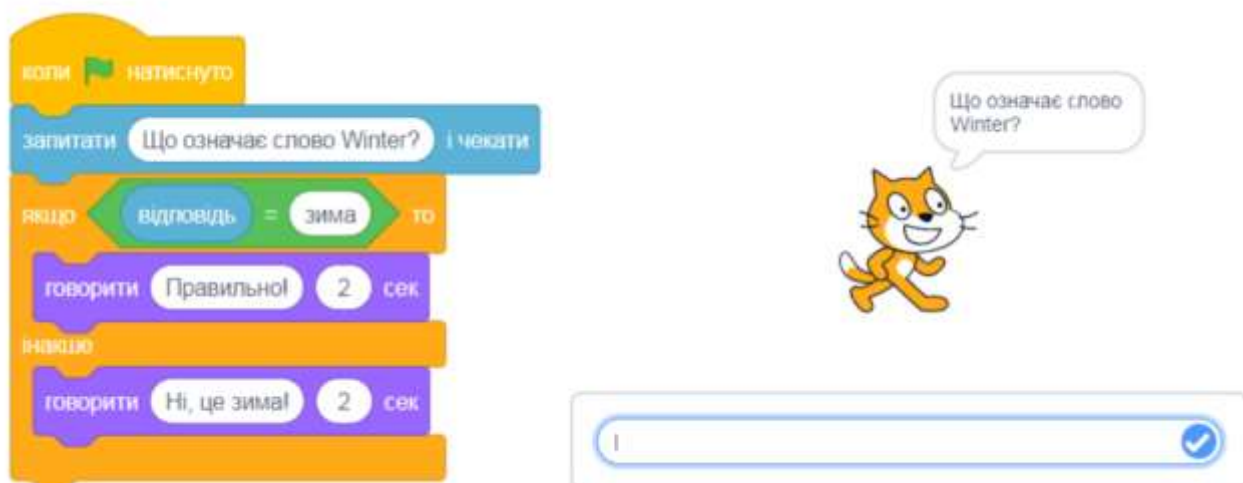 коли натиснуто
запитати Що означає слово Winter? і чекати
якщо відповідь = зима то
говорити Правильно! 2 сек
інакше
говорити Ні, це зима! 2 сек
Що означає слово
Winter?